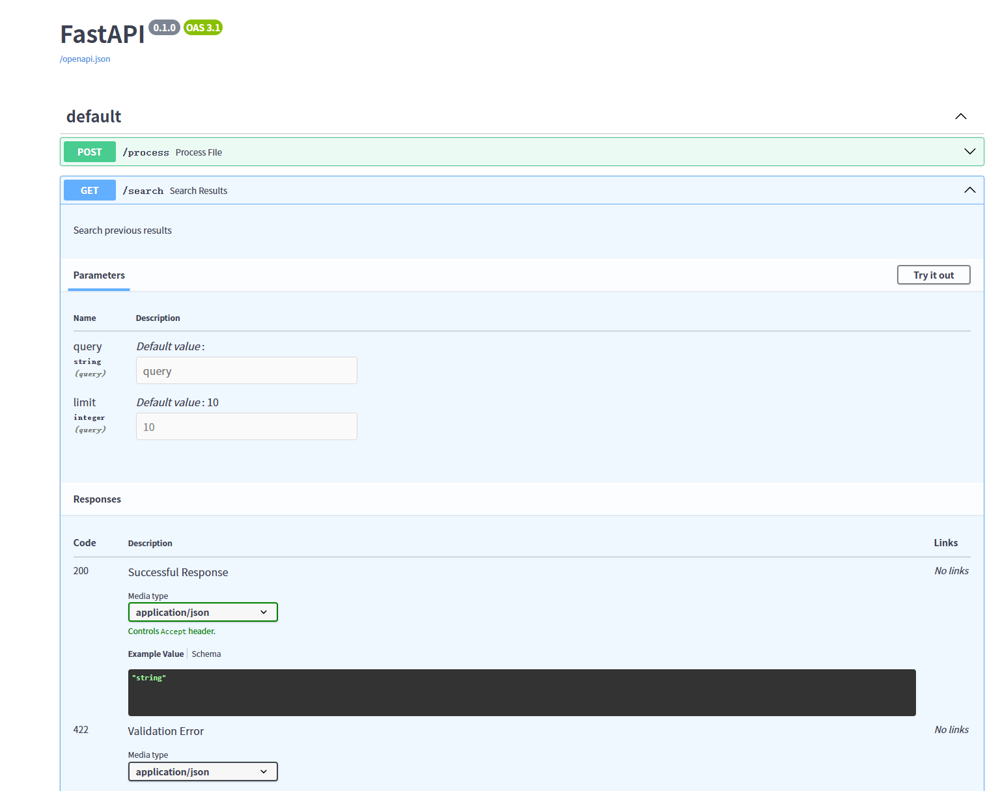 FastAPI 0.1.0 OAS 3.1
/openapi.json
default
POST /process Process File
GET /search Search Results
Search previous results
Parameters Try it out
Name Description
query Default value :
string
(query) query
limit Default value : 10
integer
(query) 10
Responses
Code Description Links
200 Successful Response No links
Media type
application/json
Controls Accept header.
Example Value Schema
"string"
422 Validation Error No links
Media type
application/json